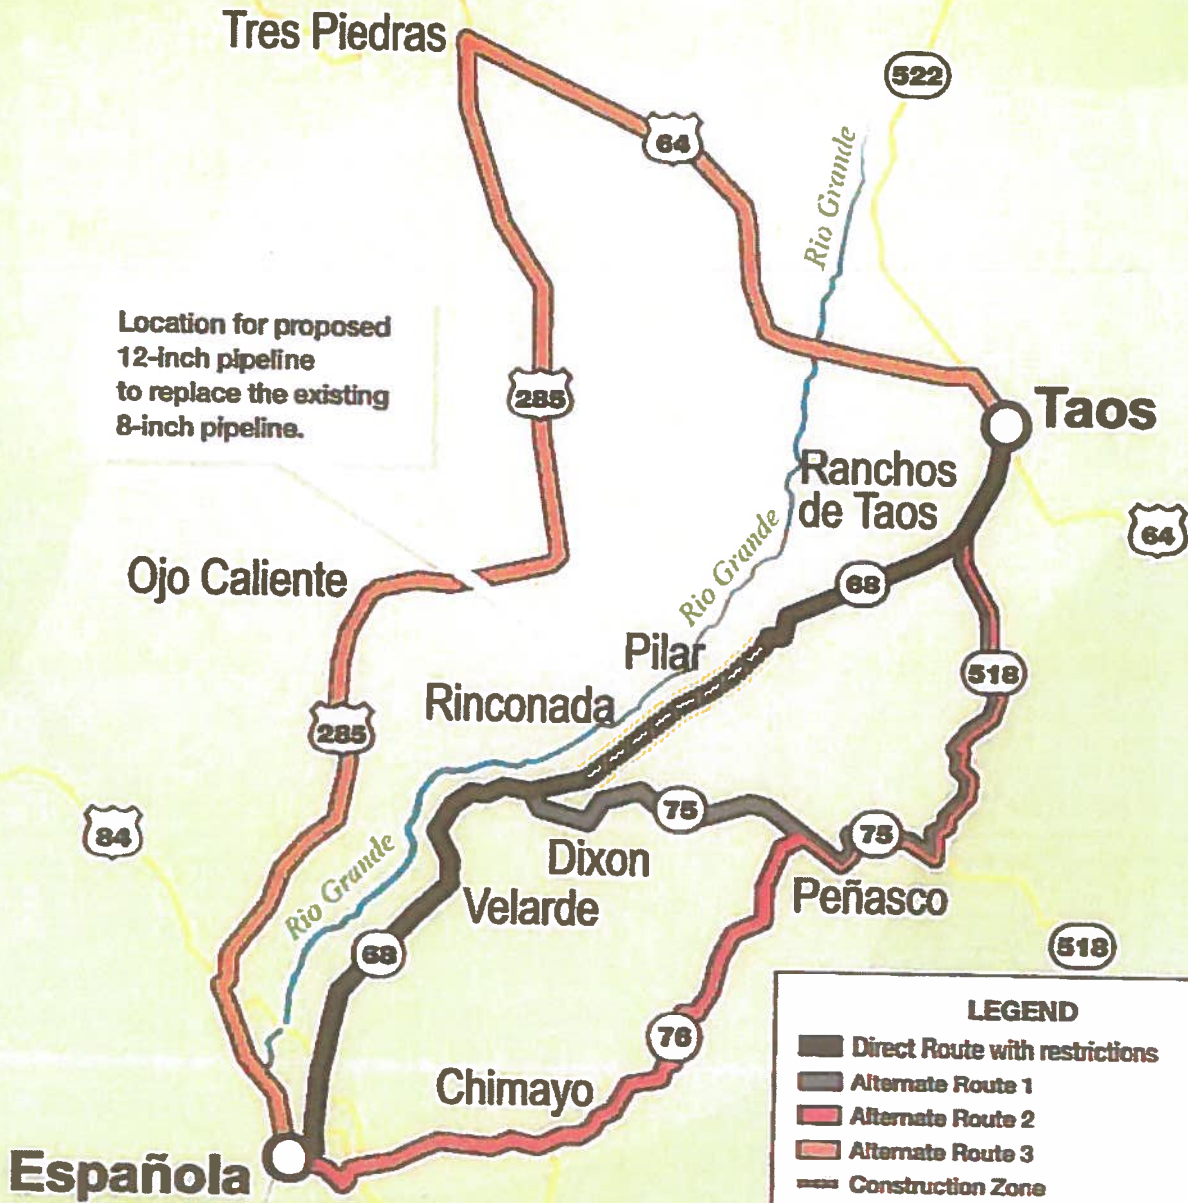 Tres Piedras
522
64
Rio Grande
Location for proposed
12-inch pipeline
to replace the existing
8-inch pipeline.
285
Taos
Ranchos
de Taos
64
Ojo Caliente
68
Rio Grande
Pilar
518
Rinconada
285
75
75
84
Dixon
Peñasco
Rio Grande
Velarde
68
518
76
Chimayo
Española
LEGEND
Direct Route with restrictions
Alternate Route 1
Alternate Route 2
Alternate Route 3
Construction Zone